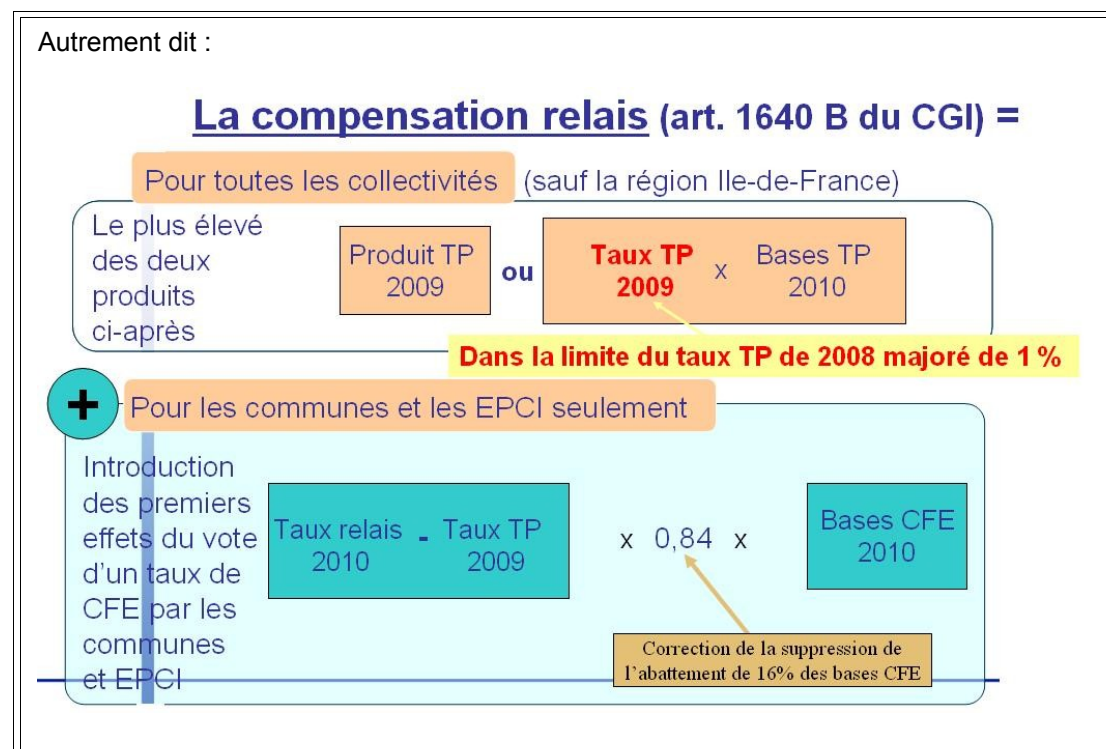 Autrement dit :
La compensation relais (art. 1640 B du CGI) =
Pour toutes les collectivités (sauf la région Ile-de-France)
Le plus élevé
des deux
produits
ci-après
Produit TP
2009
ou
Taux TP
2009
x
Bases TP
2010
Dans la limite du taux TP de 2008 majoré de 1 %
+
Pour les communes et les EPCI seulement
Introduction
des premiers
effets du vote
d'un taux de
CFE par les
communes
et EPCI
Taux relais
2010
-
Taux TP
2009
x 0,84 x
Bases CFE
2010
Correction de la suppression de
l'abattement de 16% des bases CFE